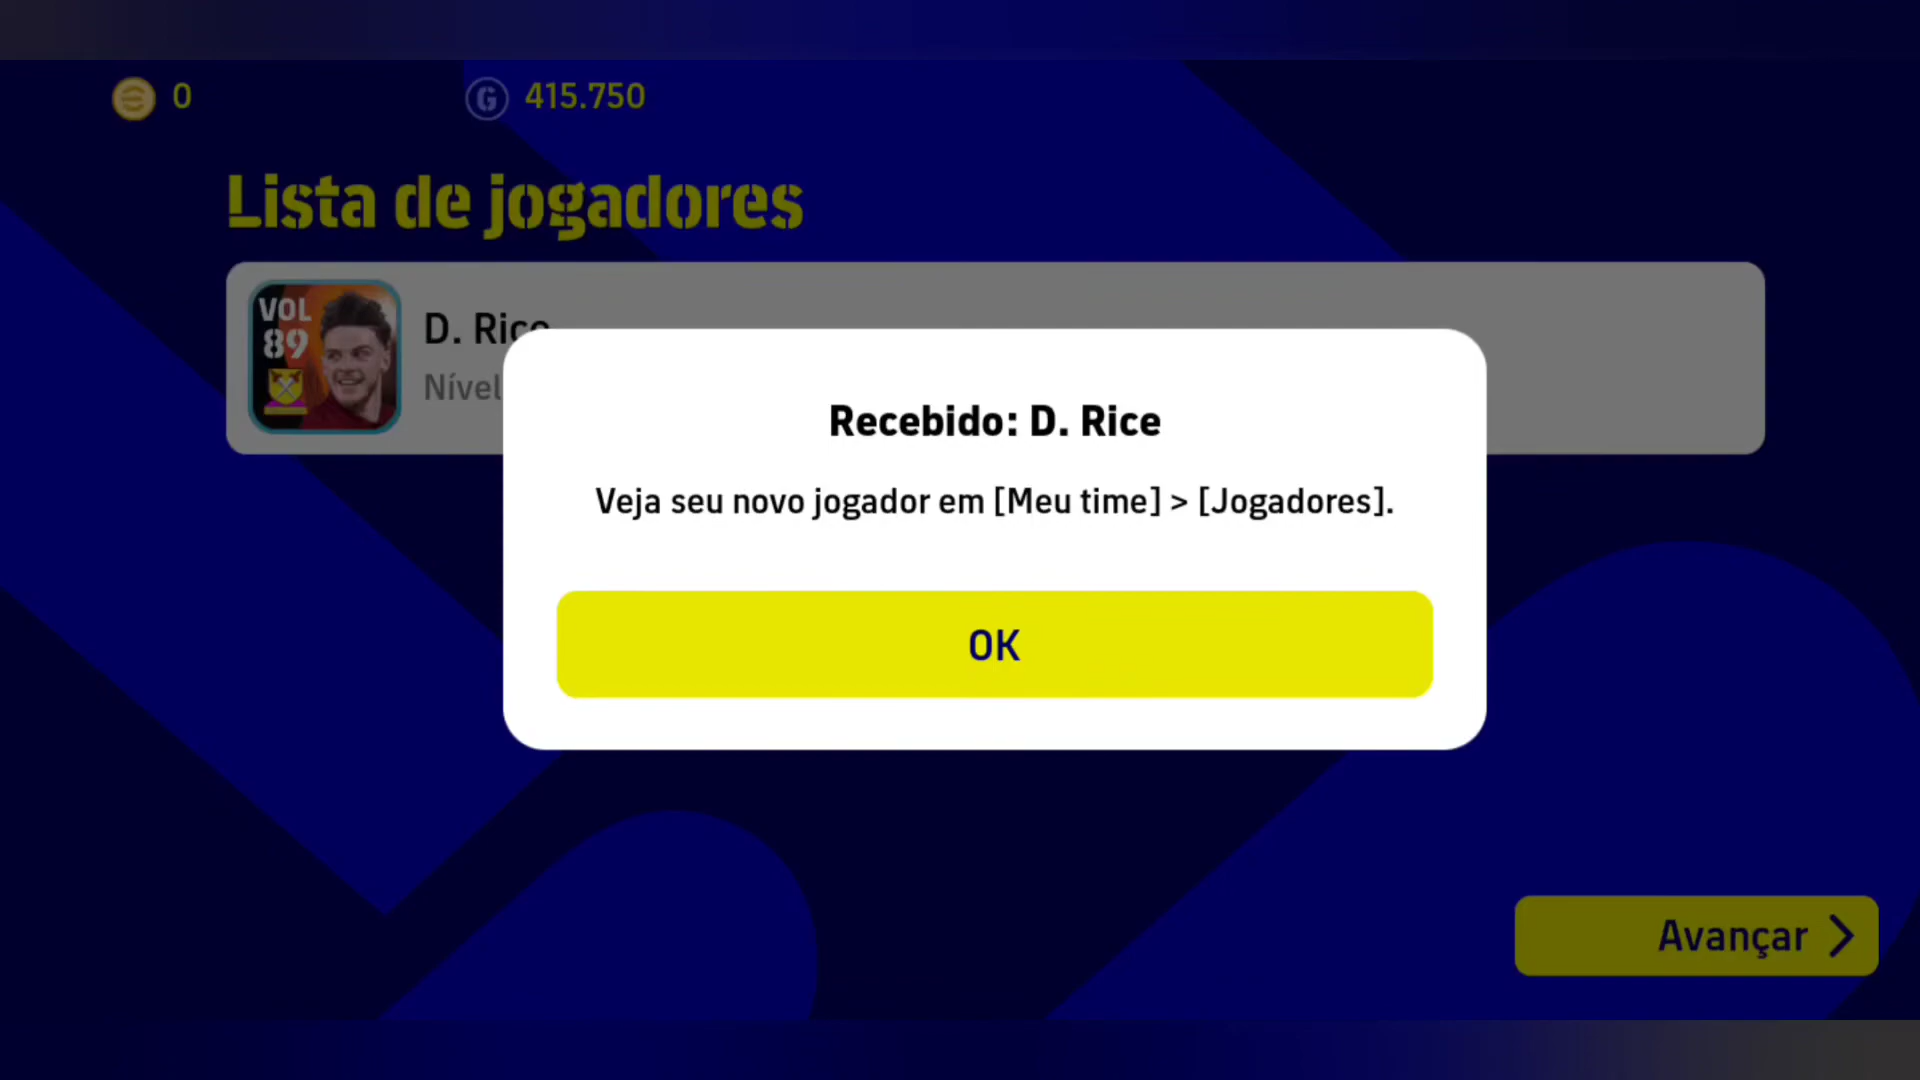 0
415.750
Lista de jogadores
VOL
89
D. Rice
Nível
Recebido: D. Rice
Veja seu novo jogador em [Meu time] > [Jogadores].
OK
Avançar